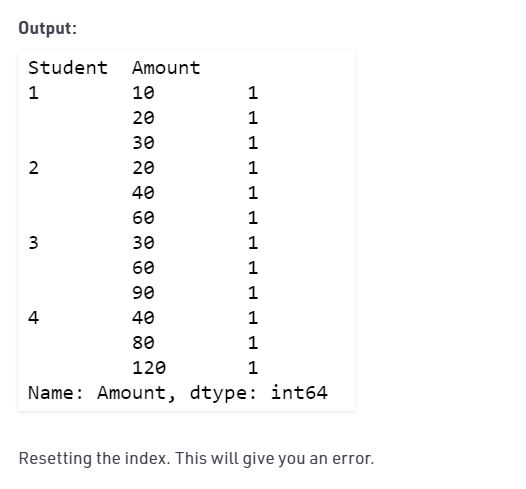 Output:
Student  Amount
1        10        1
         20        1
         30        1
2        20        1
         40        1
         60        1
3        30        1
         60        1
         90        1
4        40        1
         80        1
         120       1
Name: Amount, dtype: int64
Resetting the index. This will give you an error.